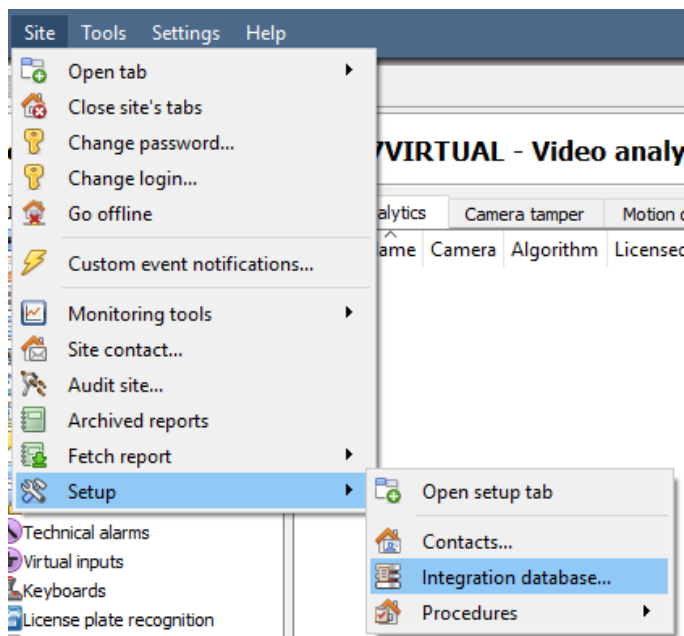 Site Tools Settings Help
Open tab
Close site's tabs
Change password...
Change login...
Go offline
Custom event notifications...
Monitoring tools
Site contact...
Audit site...
Archived reports
Fetch report
Setup
7VIRTUAL - Video analy
alytics Camera tamper Motion
ame Camera Algorithm Licensed
Open setup tab
Contacts...
Integration database...
Procedures
Technical alarms
Virtual inputs
Keyboards
License plate recognition